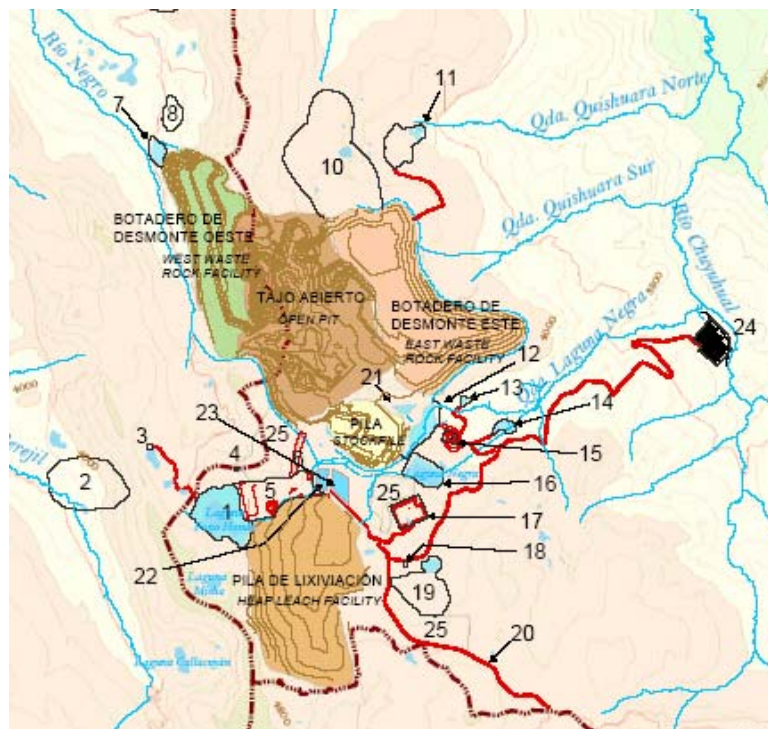 Río Negro
7
8
11
10
Qda. Quishuara Norte
Qda. Quishuara Sur
Río Chuyuhual
BOTADERO DE
DESMONTE OESTE
WEST WASTE
ROCK FACILITY
TAJO ABIERTO
OPEN PIT
BOTADERO DE
DESMONTE ESTE
EAST WASTE
ROCK FACILITY
4000
4000
Qda. Laguna Negra
24
12
13
21
14
23
PILA
STOCKPILE
15
25
3
4
2
1
5
25
16
17
22
18
PILA DE LIXIVIACIÓN
HEAP LEACH FACILITY
19
25
20
Laguna
Laguna